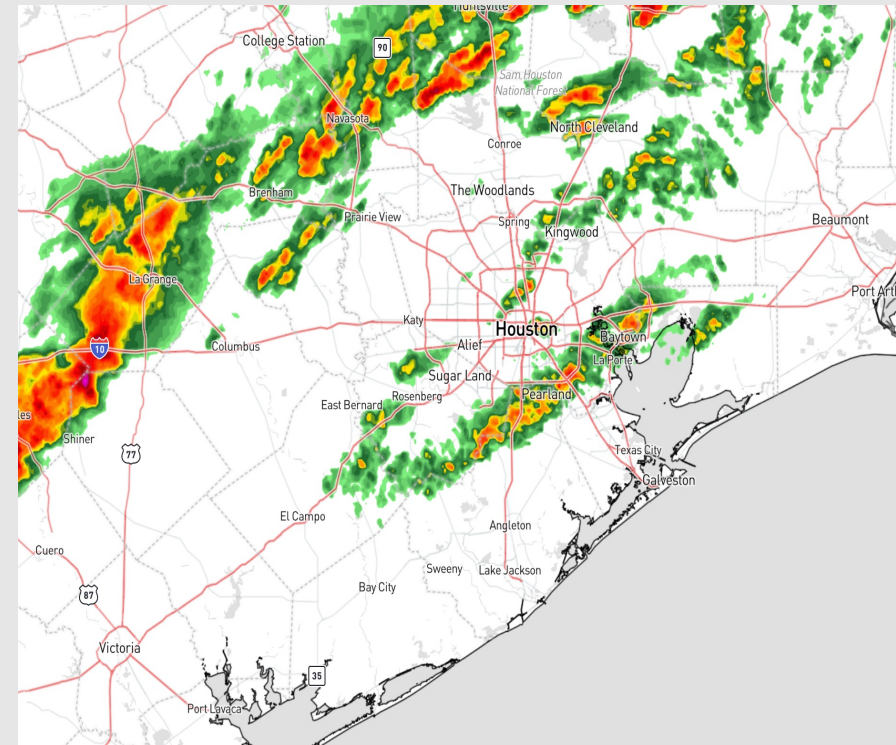 Huntsville
College Station
90
Sam Houston
National Forest
Navasota
North Cleveland
Conroe
Brenham
The Woodlands
Prairie View
Spring
Kingwood
Beaumont
La Grange
Port Art
Katy
Houston
Baytown
10
Columbus
Alief
La Porte
Sugar Land
Rosenberg
Pearland
East Bernard
les
Shiner
77
Texas City
Galveston
El Campo
Angleton
Cuero
Sweeny
Lake Jackson
Bay City
87
Victoria
35
Port Lavaca